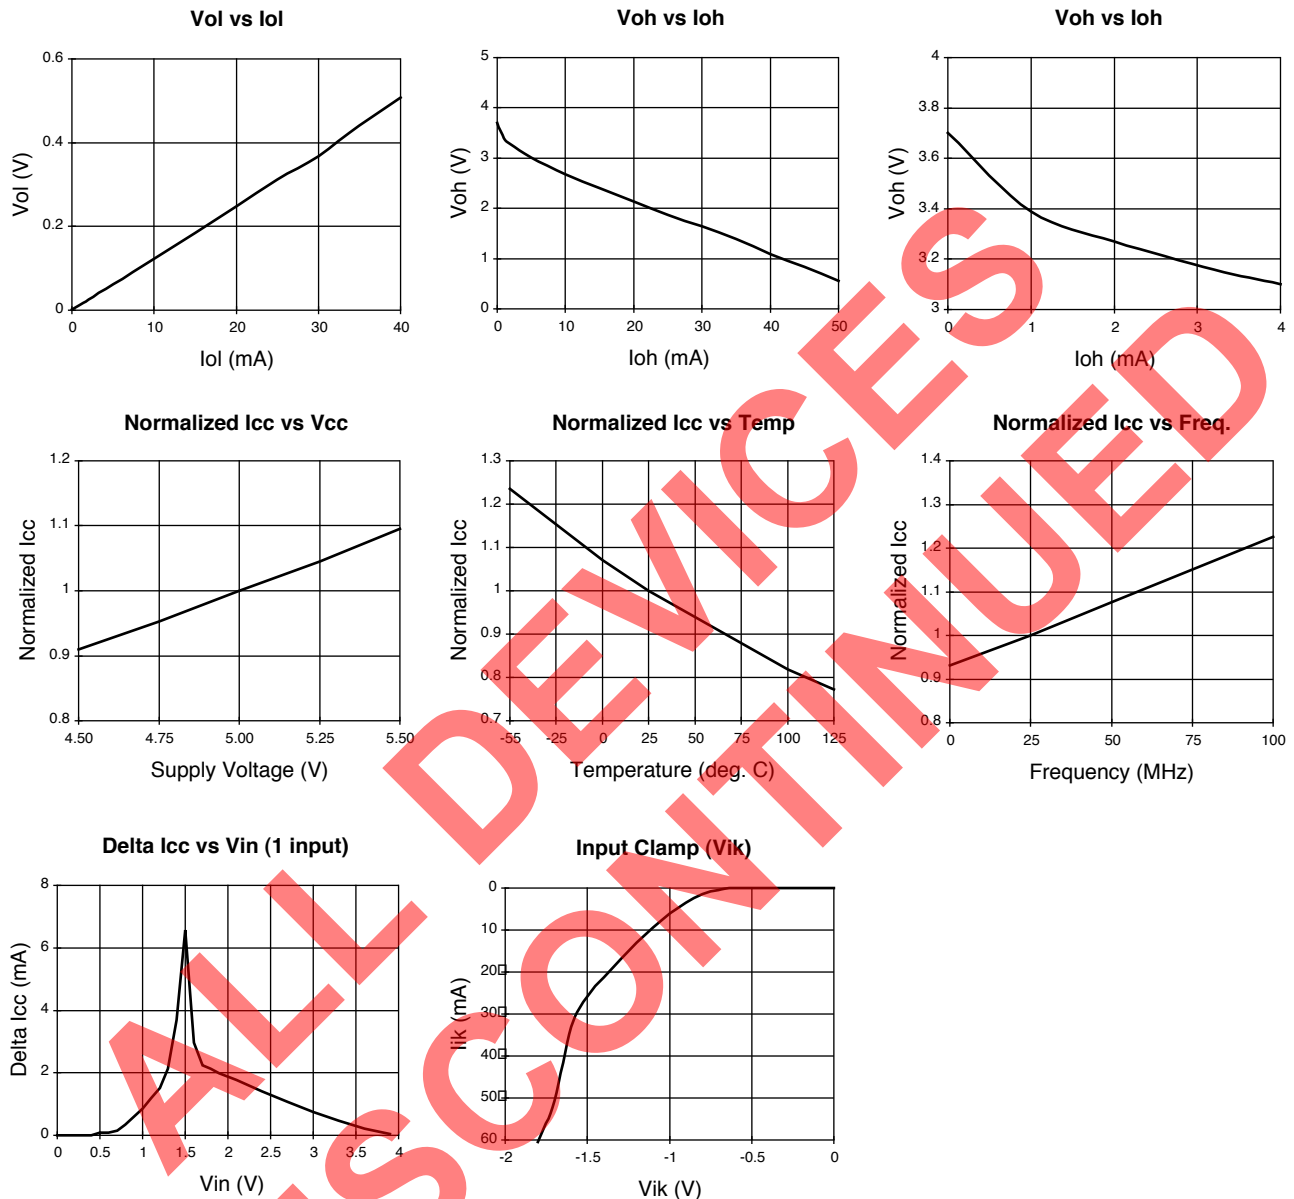 Vol vs Iol
0.6
0.4
0.2
0
Vol (V)
0 10 20 30 40
Iol (mA)
Voh vs Ioh
5
4
3
2
1
0
Voh (V)
0 10 20 30 40 50
Ioh (mA)
Voh vs Ioh
4
3.8
3.6
3.4
3.2
3
Voh (V)
0 1 2 3 4
Ioh (mA)
Normalized Icc vs Vcc
1.2
1.1
1
0.9
0.8
Normalized Icc
4.50 4.75 5.00 5.25 5.50
Supply Voltage (V)
Normalized Icc vs Temp
1.3
1.2
1.1
1
0.9
0.8
0.7
Normalized Icc
-55 -25 0 25 50 75 100 125
Temperature (deg. C)
Normalized Icc vs Freq.
1.4
1.3
1.2
1.1
1
0.9
0.8
Normalized Icc
0 25 50 75 100
Frequency (MHz)
Delta Icc vs Vin (1 input)
8
6
4
2
0
Delta Icc (mA)
0 0.5 1 1.5 2 2.5 3 3.5 4
Vin (V)
Input Clamp (Vik)
0
10
20
30
40
50
60
Iik (mA)
-2 -1.5 -1 -0.5 0
Vik (V)
ALL DEVICES
SCONTINUED